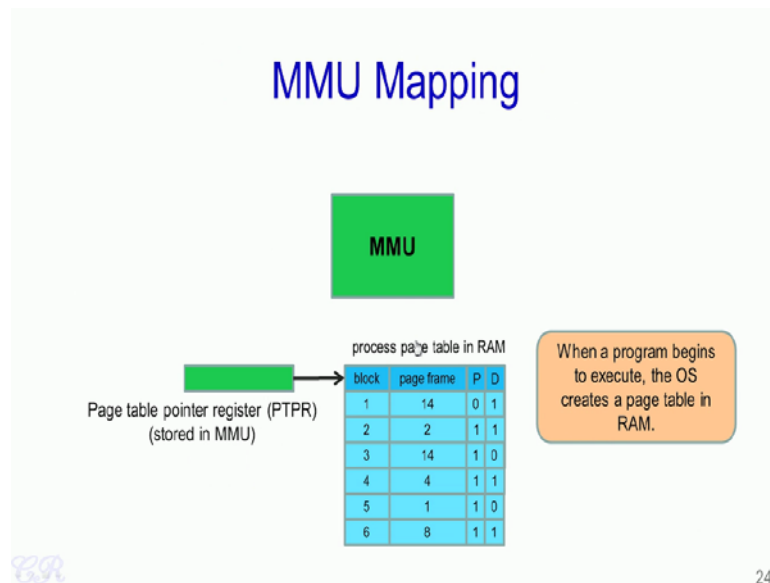 MMU Mapping
MMU
process page table in RAM
block page frame P D
1 14 0 1
2 2 1 1
3 14 1 0
4 4 1 1
5 1 1 0
6 8 1 1
Page table pointer register (PTPR)
(stored in MMU)
When a program begins
to execute, the OS
creates a page table in
RAM.
CR
24